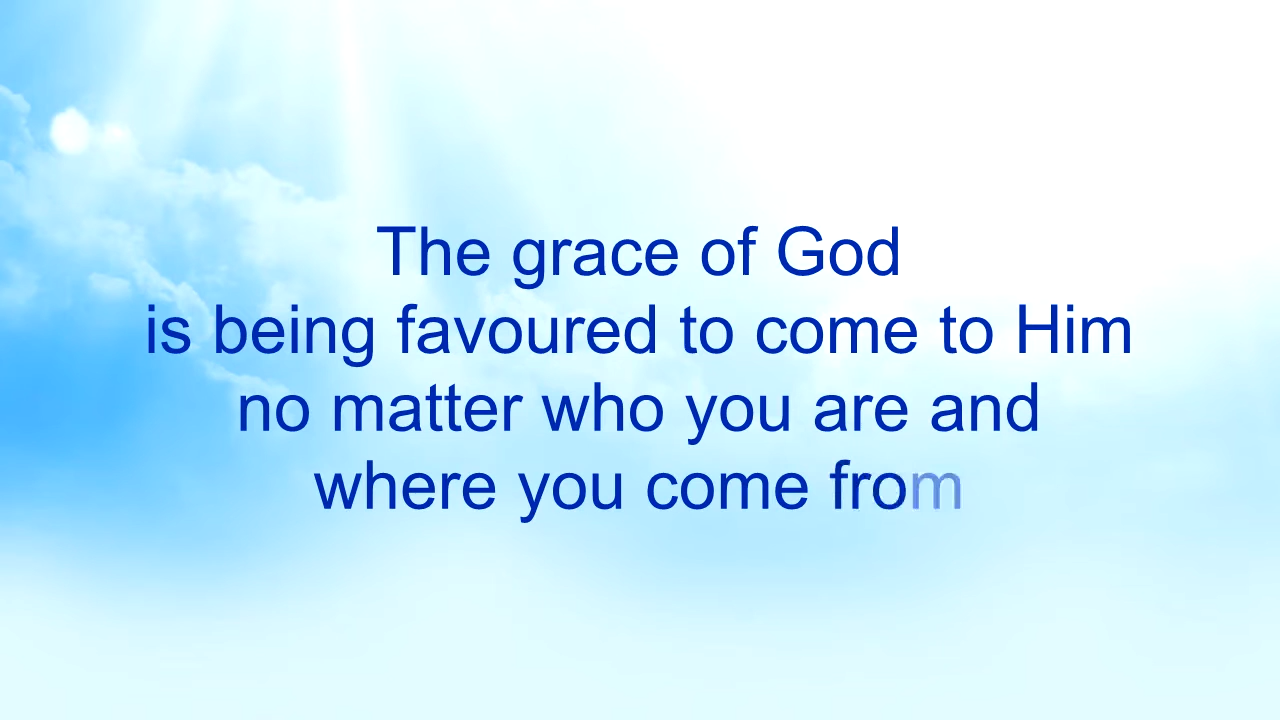 The grace of God
is being favoured to come to Him
no matter who you are and
where you come from